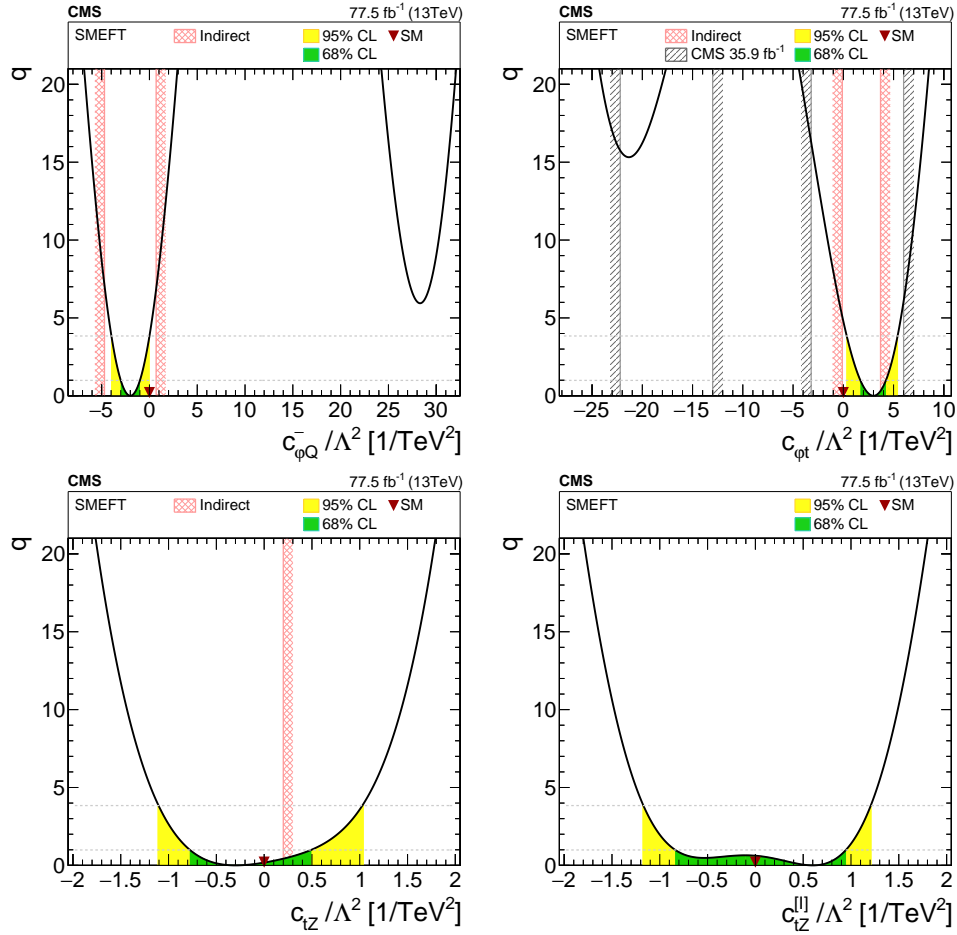 CMS 77.5 fb⁻¹ (13TeV)
SMEFT Indirect 95% CL SM
68% CL
q
20
15
10
5
0
−5 0 5 10 15 20 25 30
c⁻_φQ /Λ² [1/TeV²]
CMS 77.5 fb⁻¹ (13TeV)
SMEFT Indirect 95% CL SM
CMS 35.9 fb⁻¹ 68% CL
q
20
15
10
5
0
−25 −20 −15 −10 −5 0 5 10
c_φt /Λ² [1/TeV²]
CMS 77.5 fb⁻¹ (13TeV)
SMEFT Indirect 95% CL SM
68% CL
q
20
15
10
5
0
−2 −1.5 −1 −0.5 0 0.5 1 1.5 2
c_tZ /Λ² [1/TeV²]
CMS 77.5 fb⁻¹ (13TeV)
SMEFT 95% CL SM
68% CL
q
20
15
10
5
0
−2 −1.5 −1 −0.5 0 0.5 1 1.5 2
c^[I]_tZ /Λ² [1/TeV²]